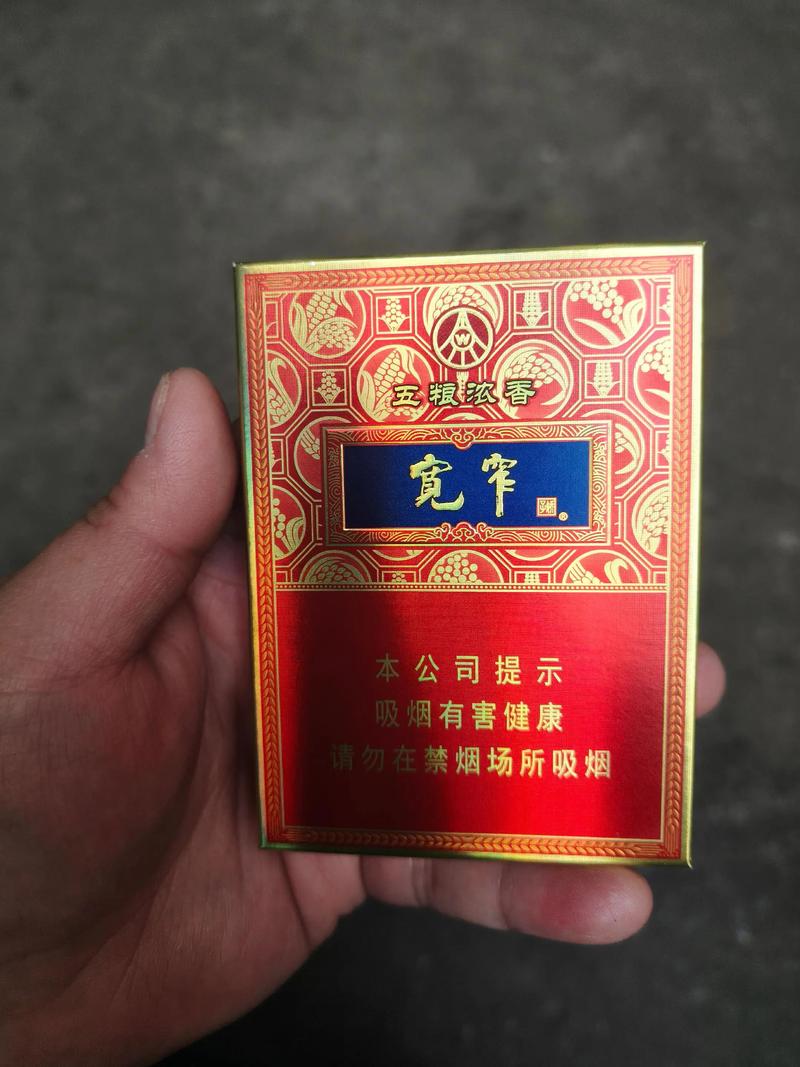 W
五粮浓香
宽窄
®
本公司提示
吸烟有害健康
请勿在禁烟场所吸烟